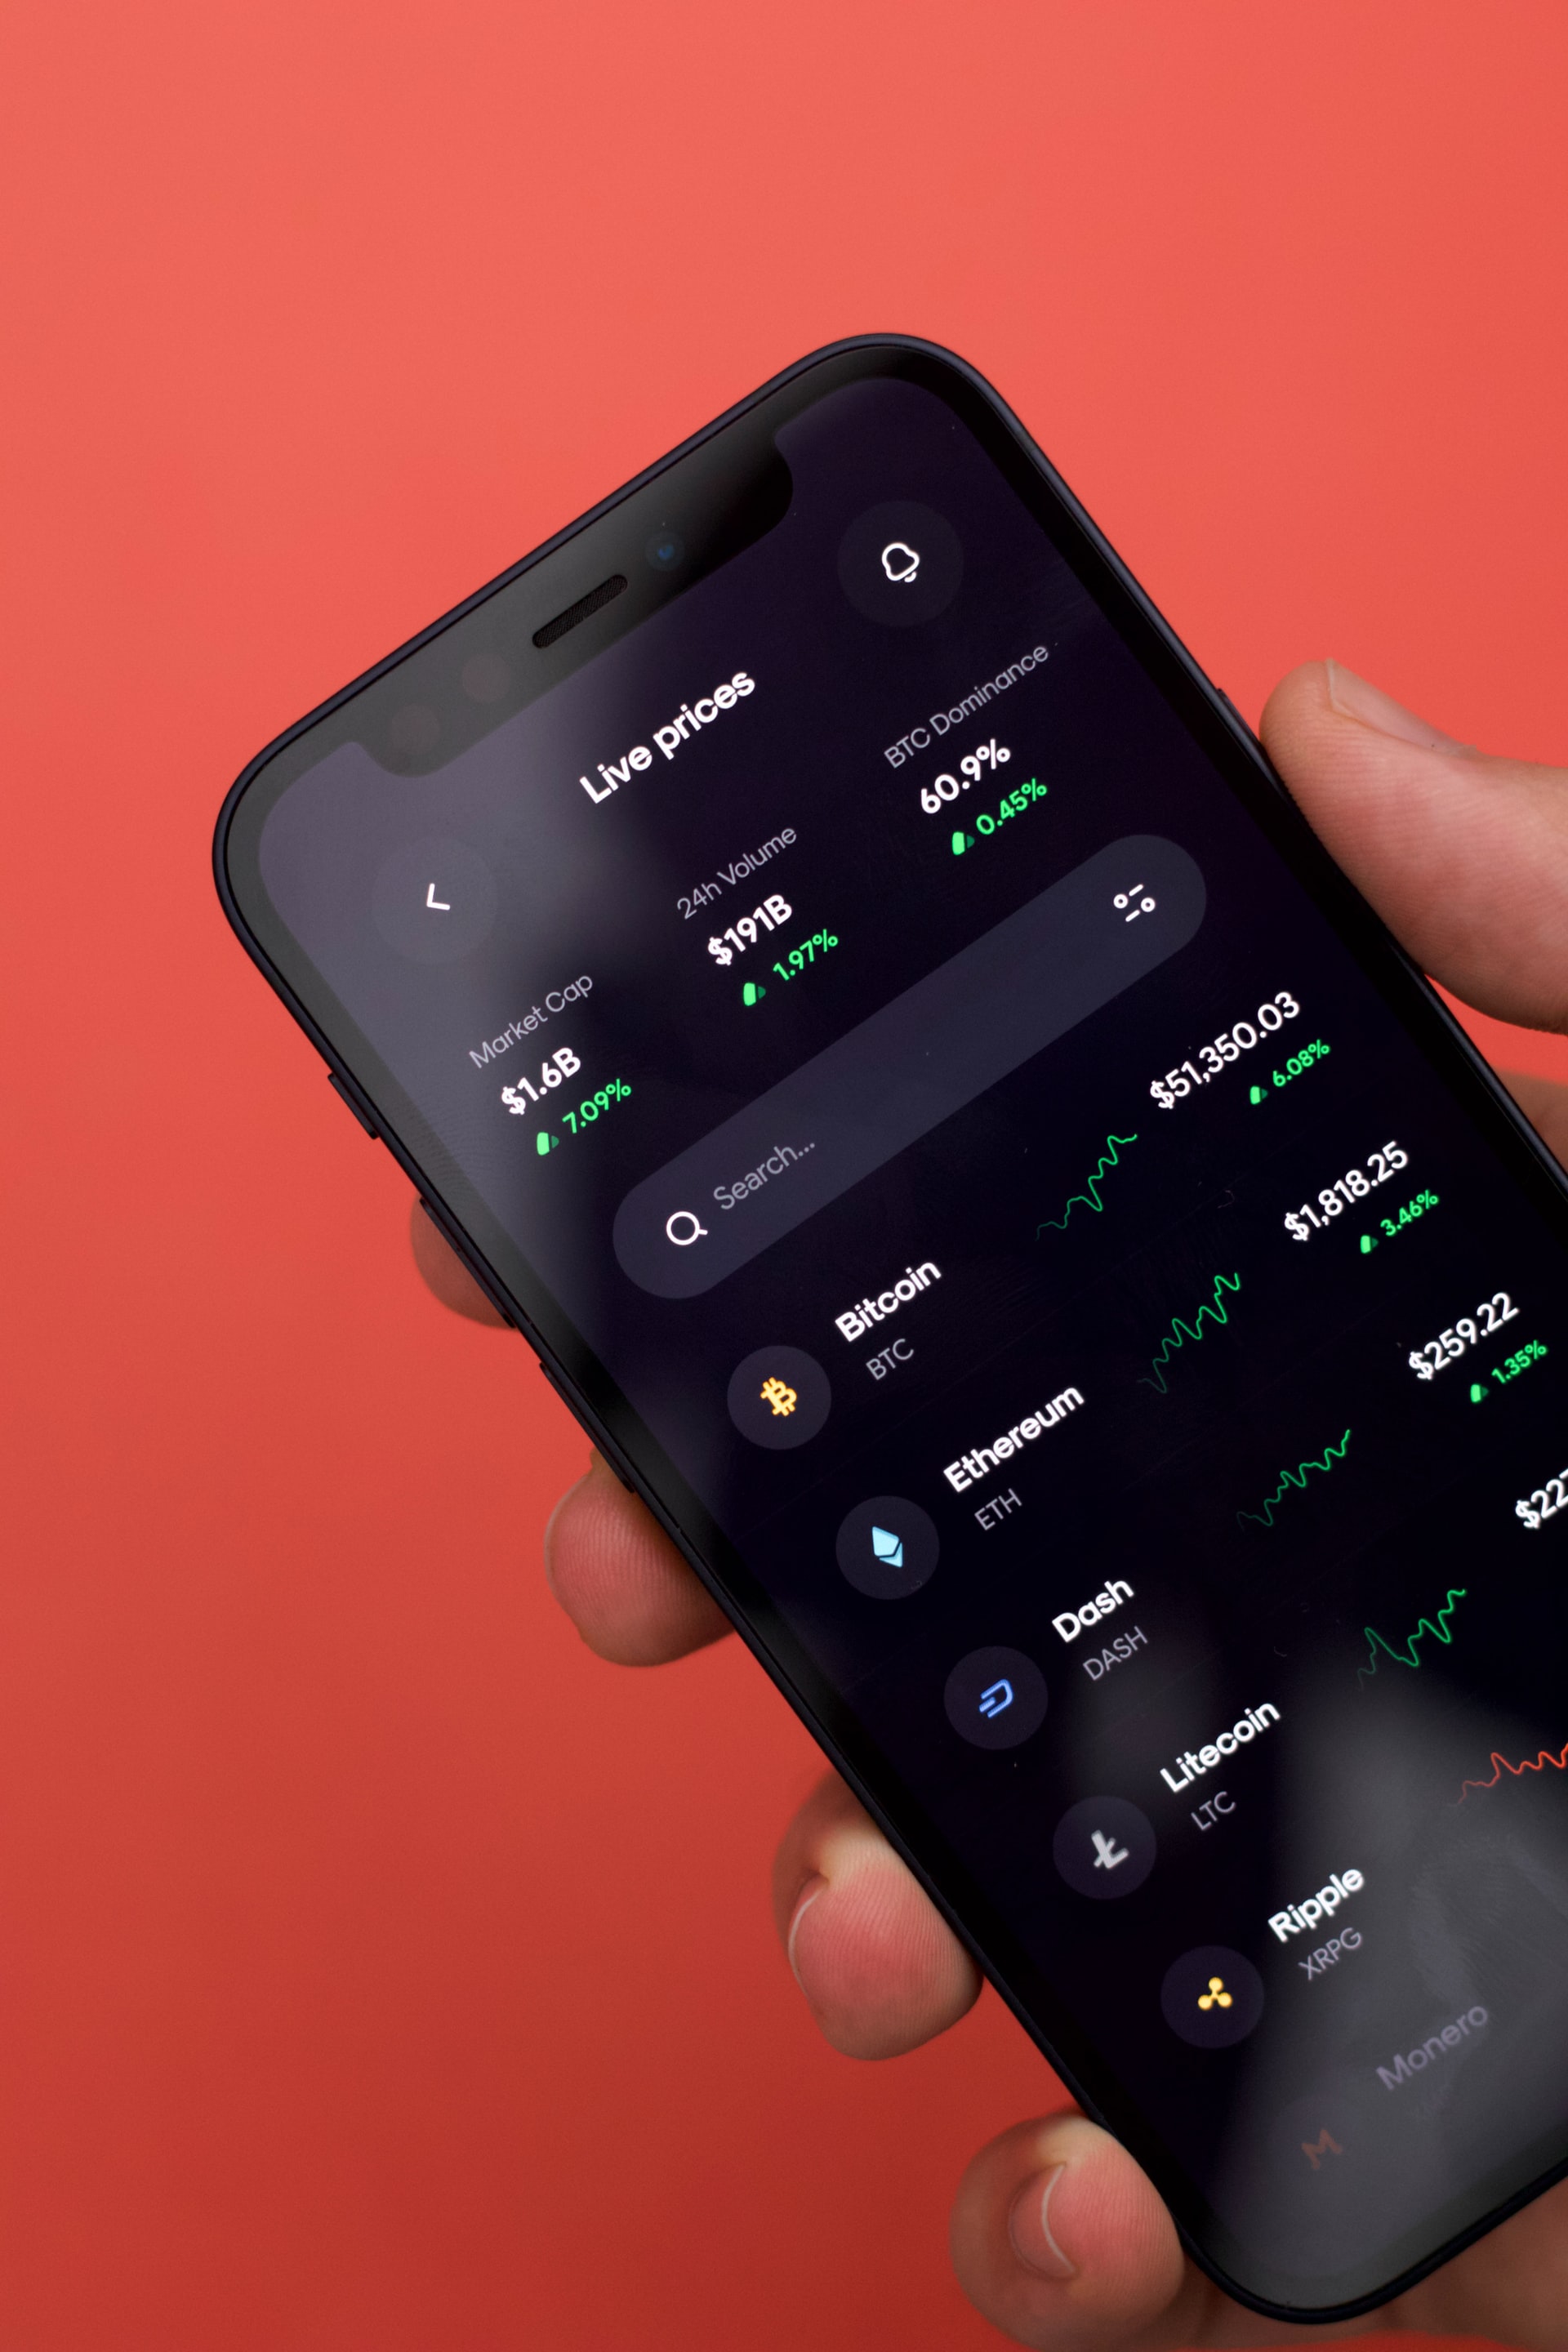 Live prices
Market Cap
$1.6B
7.09%
24h Volume
$191B
1.97%
BTC Dominance
60.9%
0.45%
Search...
Bitcoin
BTC
$51,350.03
6.08%
Ethereum
ETH
$1,818.25
3.46%
Dash
DASH
$259.22
1.35%
Litecoin
LTC
Ripple
XRPG
Monero